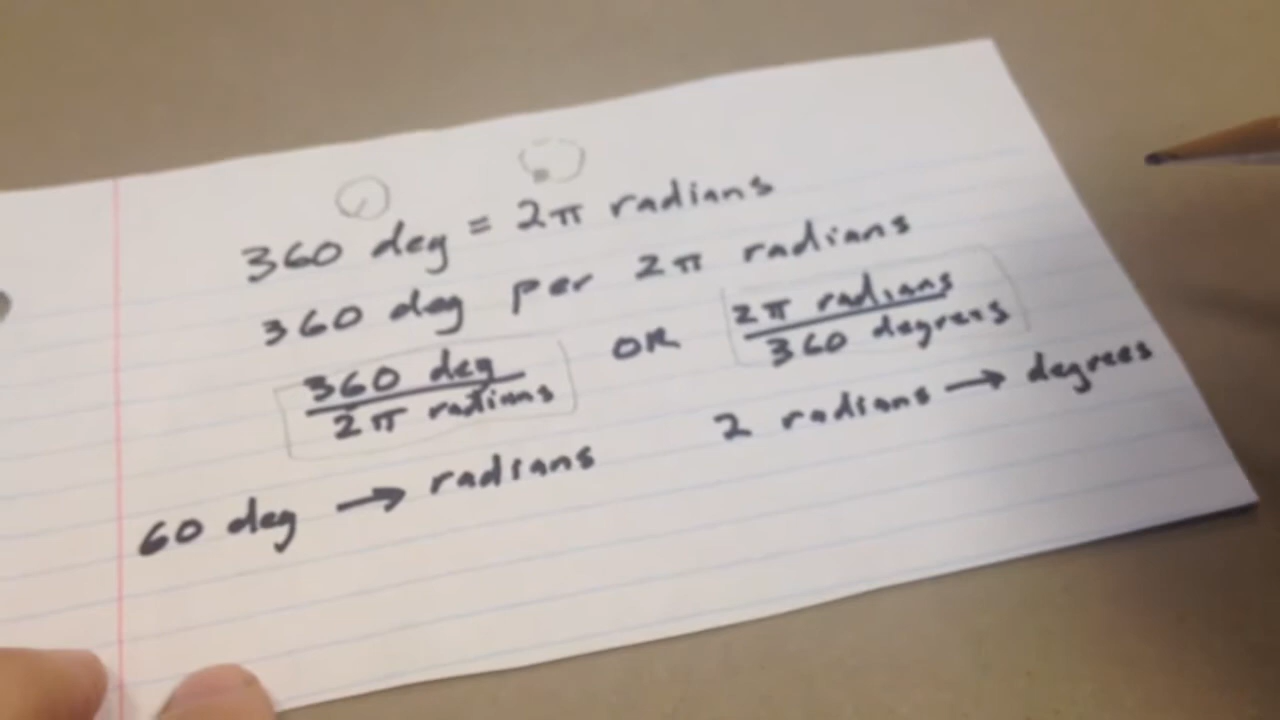 360 deg = 2π radians
360 deg per 2π radians
360 deg
2π radians
OR
2π radians
360 degrees
60 deg → radians
2 radians → degrees